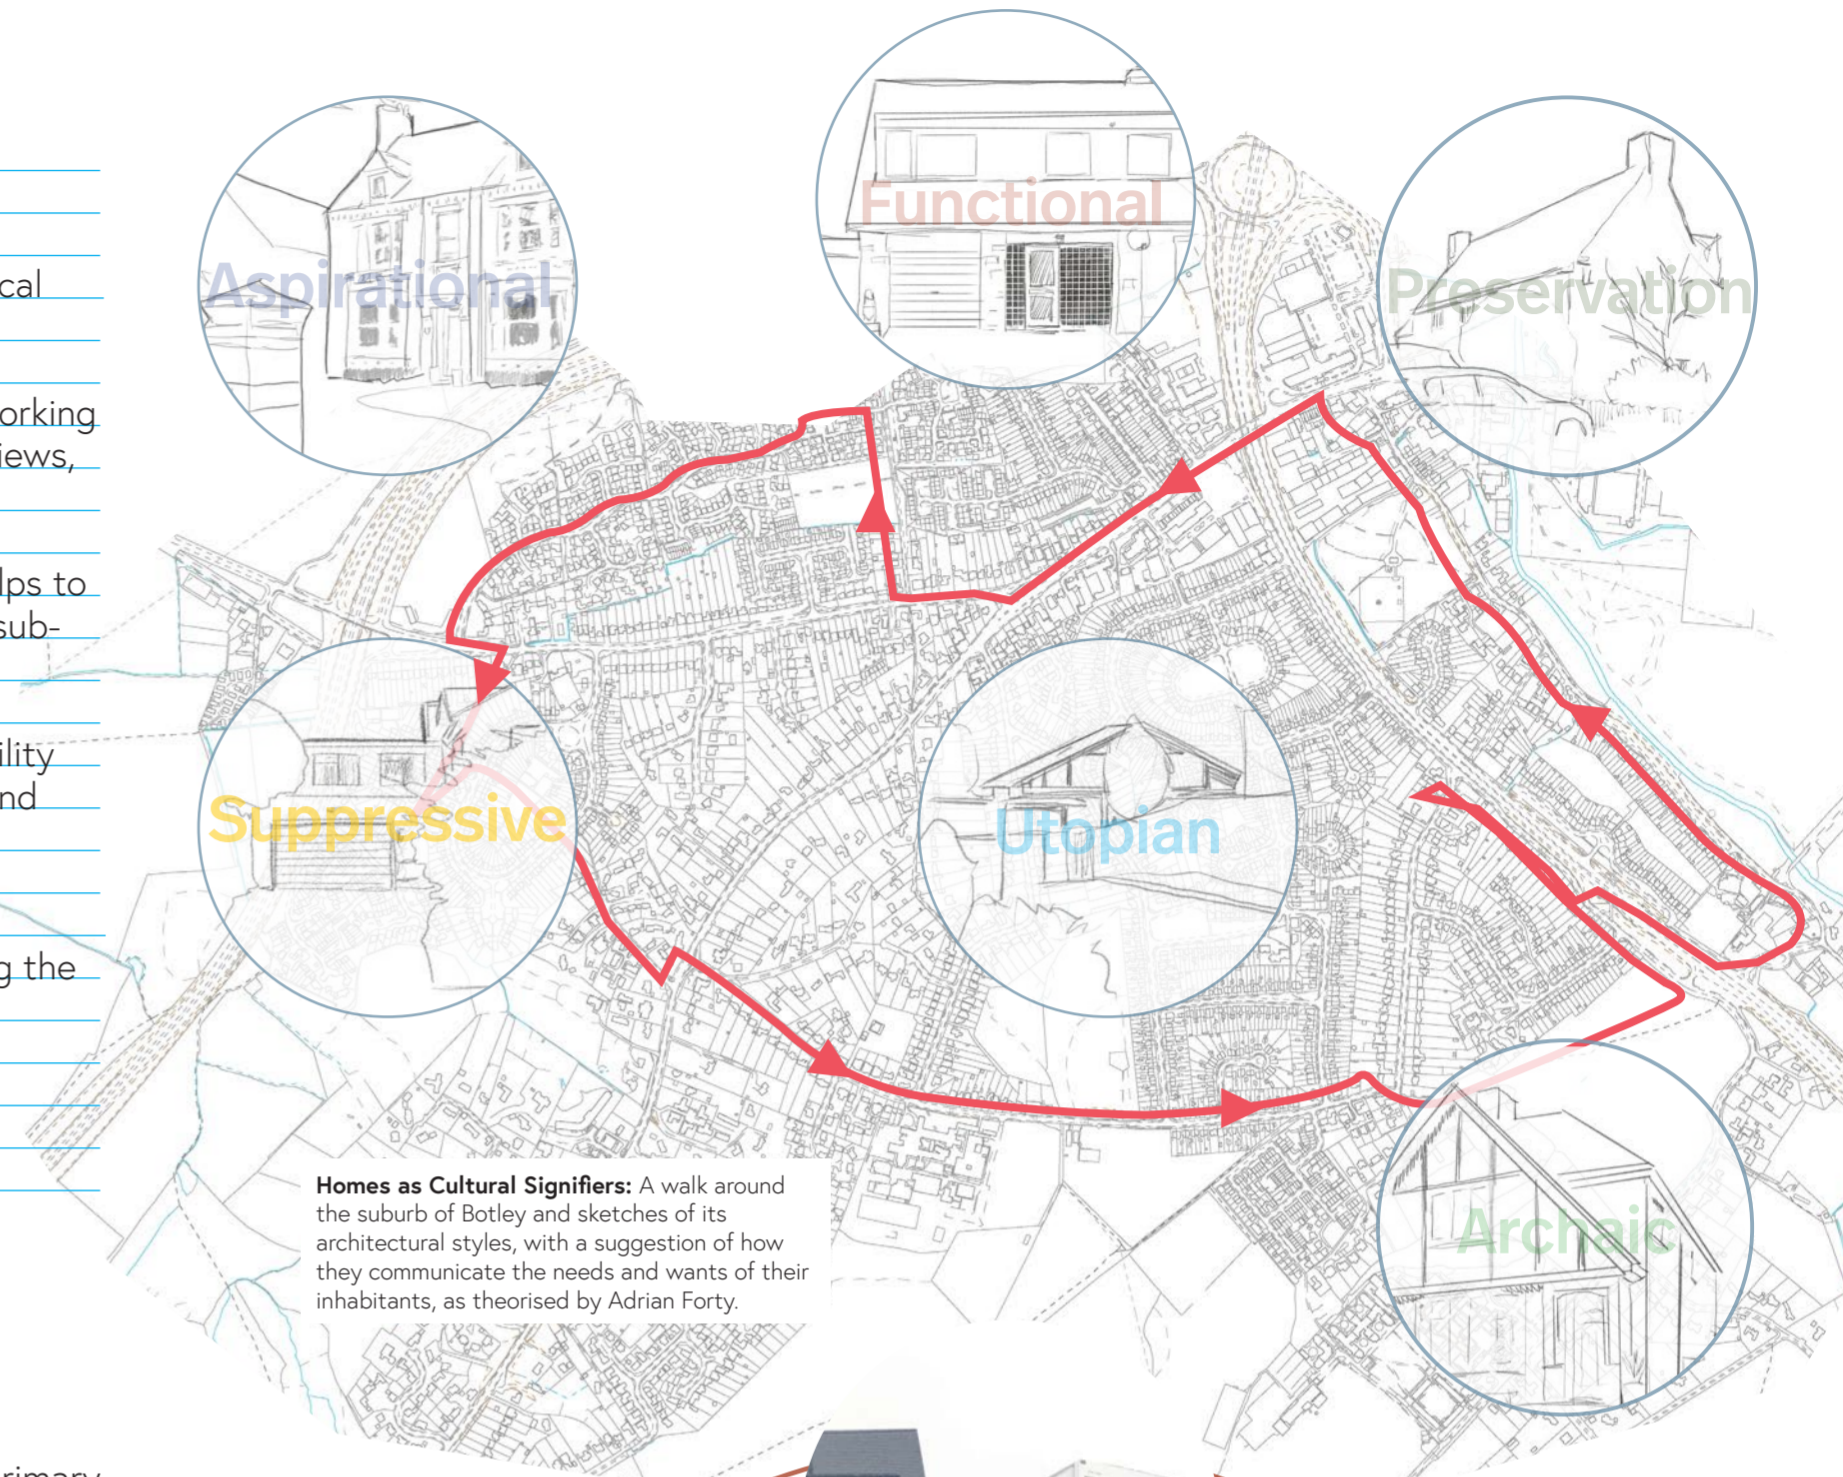 cal
orking
iews,
lps to
sub-
ility
nd
g the
rimary
Aspirational
Functional
Preservation
Suppressive
Utopian
Archaic
Homes as Cultural Signifiers: A walk around
the suburb of Botley and sketches of its
architectural styles, with a suggestion of how
they communicate the needs and wants of their
inhabitants, as theorised by Adrian Forty.